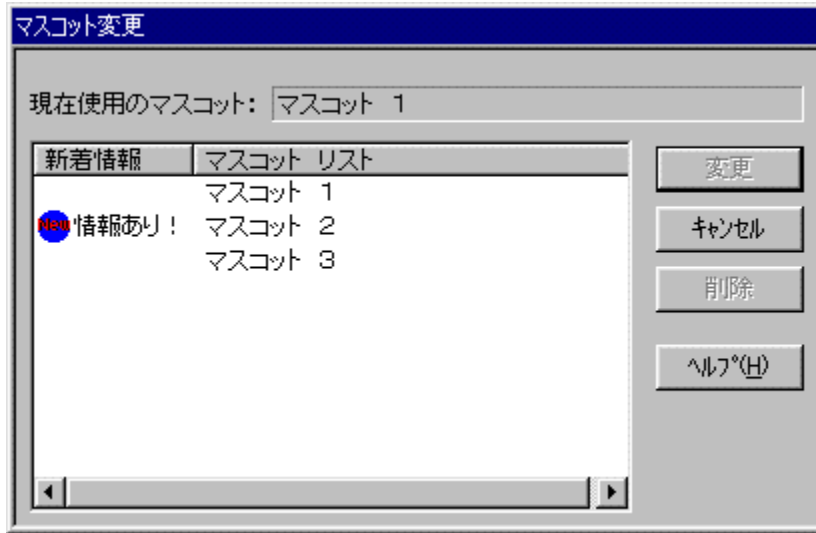 マスコット変更
現在使用のマスコット: マスコット 1
新着情報 マスコット リスト
マスコット 1
New 情報あり! マスコット 2
マスコット 3
変更
キャンセル
削除
ヘルプ(H)